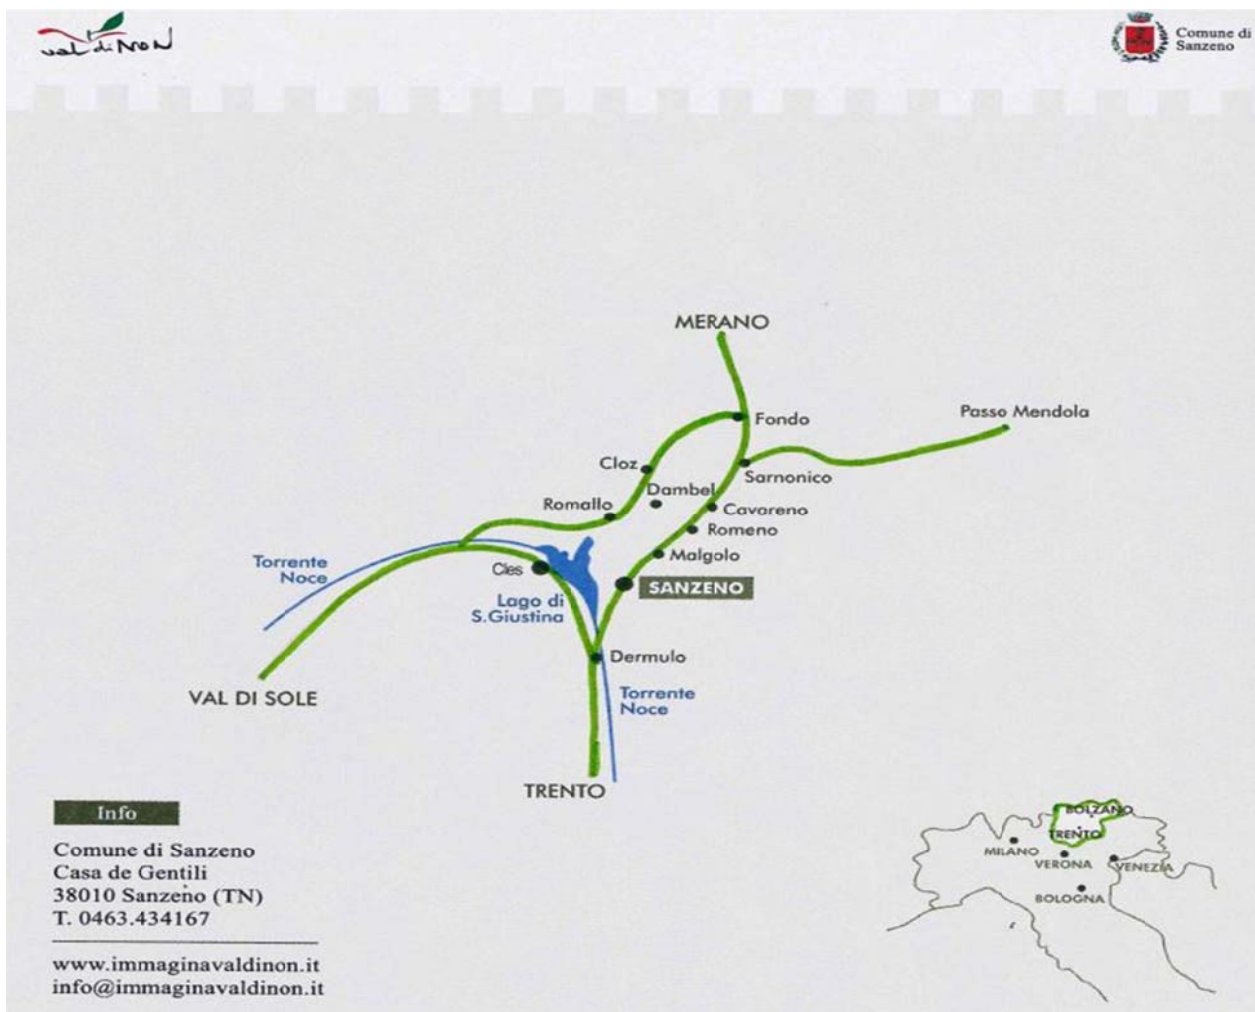 val di NON
Comune di
Sanzeno
MERANO
Fondo
Passo Mendola
Cloz
Sarnonico
Dambel
Romallo
Cavareno
Romeno
Malgolo
Torrente
Noce
Cles
SANZENO
Lago di
S.Giustina
Dermulo
VAL DI SOLE
Torrente
Noce
TRENTO
Info
Comune di Sanzeno
Casa de Gentili
38010 Sanzeno (TN)
T. 0463.434167
www.immaginavaldinon.it
info@immaginavaldinon.it
BOLZANO
TRENTO
MILANO
VERONA
VENEZIA
BOLOGNA